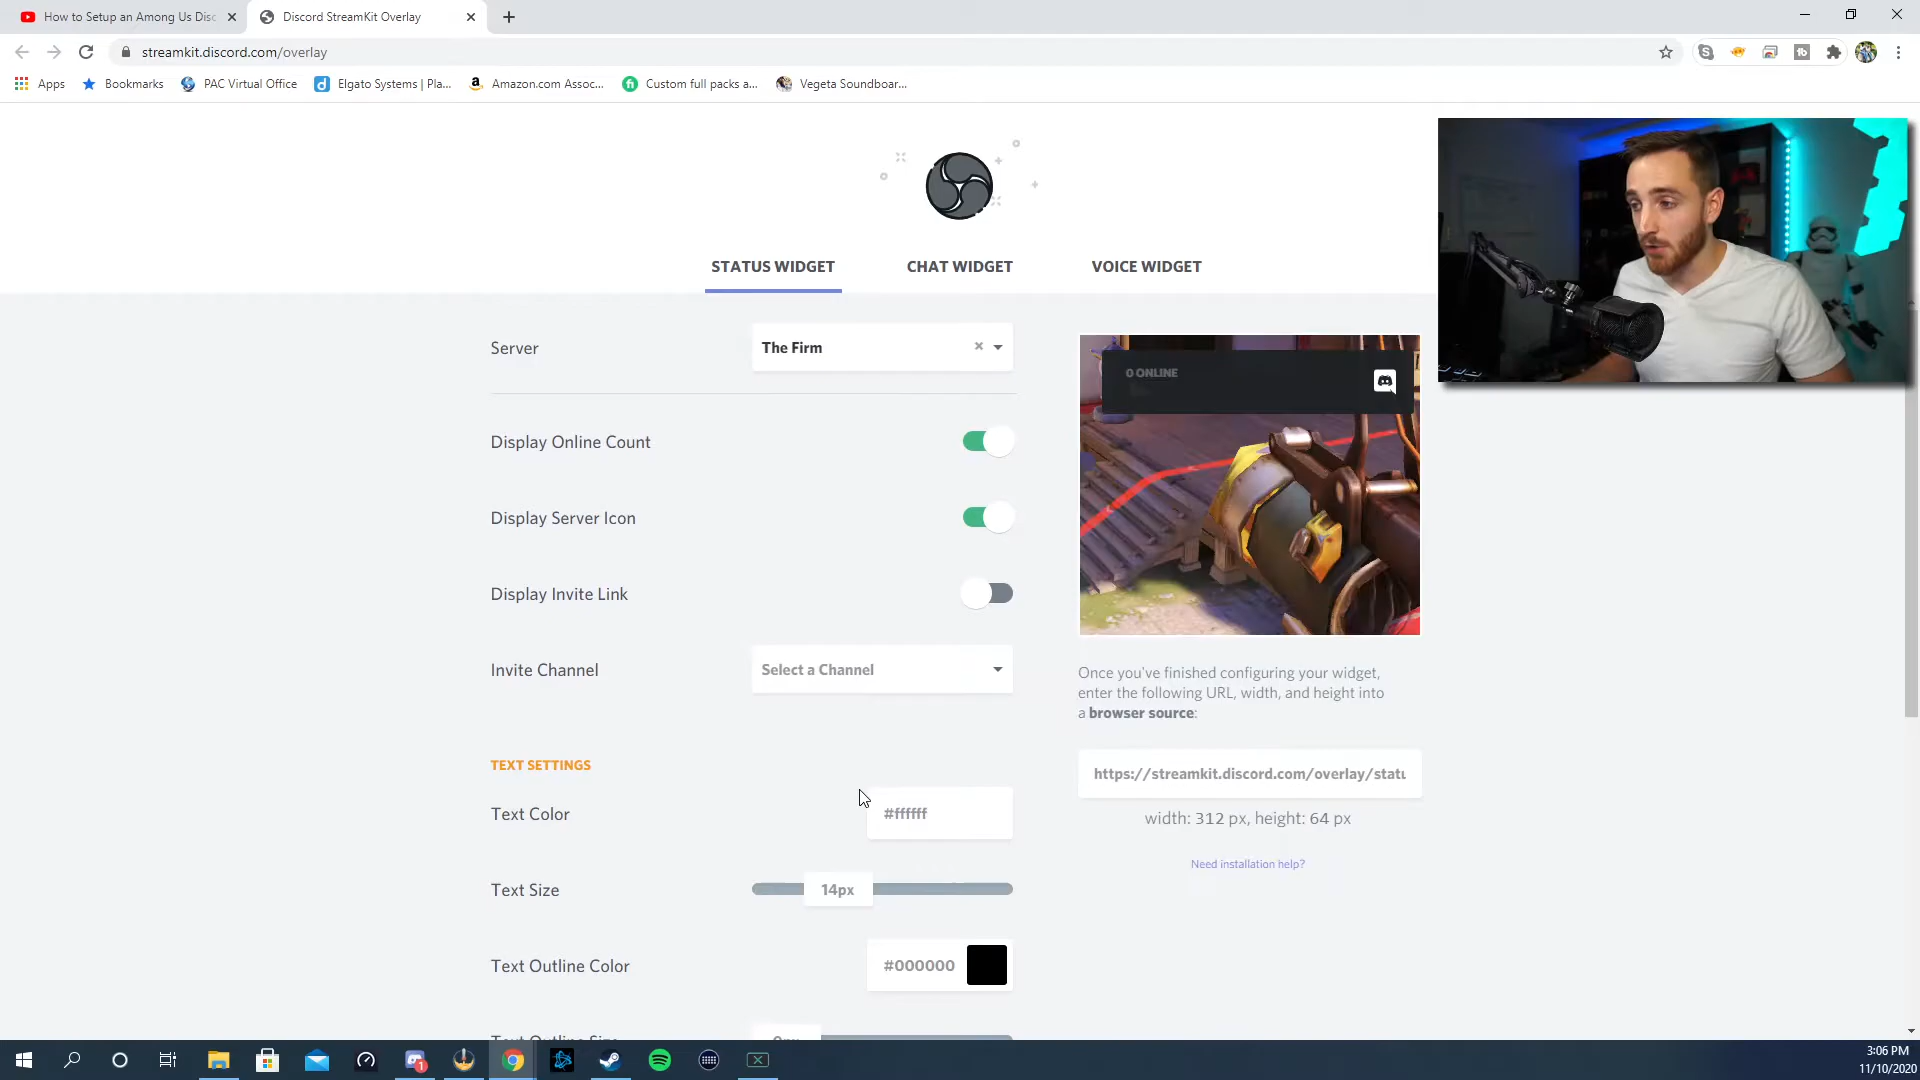 How to Setup an Among Us Disc
Discord StreamKit Overlay
streamkit.discord.com/overlay
Apps
Bookmarks
PAC Virtual Office
Elgato Systems | Pla...
Amazon.com Assoc...
Custom full packs a...
Vegeta Soundboar...
STATUS WIDGET
CHAT WIDGET
VOICE WIDGET
Server
The Firm
0 ONLINE
Display Online Count
Display Server Icon
Display Invite Link
Invite Channel
Select a Channel
Once you've finished configuring your widget,
enter the following URL, width, and height into
a browser source:
https://streamkit.discord.com/overlay/statu
width: 312 px, height: 64 px
Need installation help?
TEXT SETTINGS
Text Color
#ffffff
Text Size
14px
Text Outline Color
#000000
Text Outline Size
0px
3:06 PM
11/10/2020